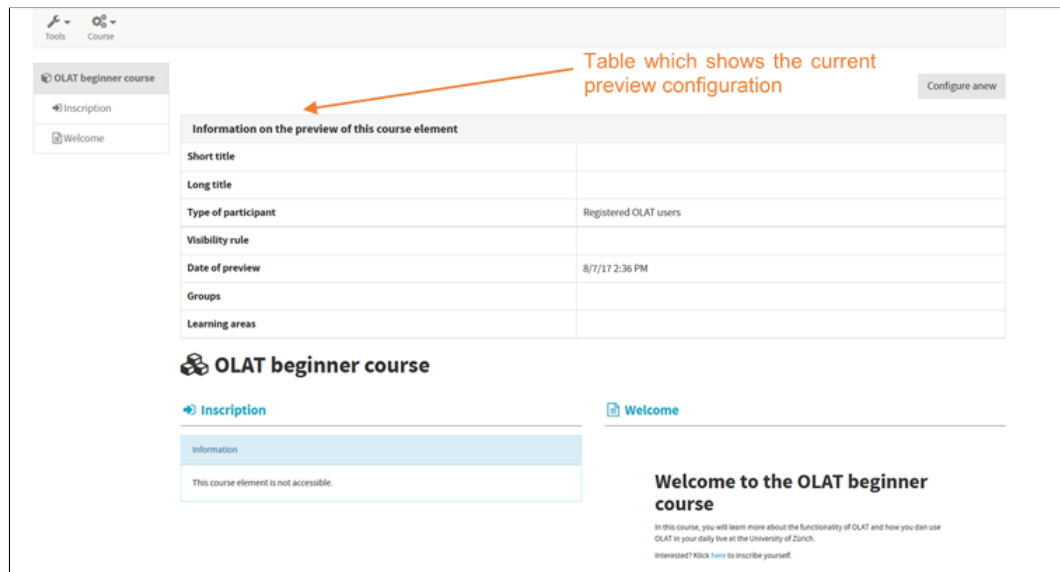 Tools Course
OLAT beginner course
Inscription
Welcome
Table which shows the current
preview configuration
Configure anew
Information on the preview of this course element
Short title
Long title
Type of participant Registered OLAT users
Visibility rule
Date of preview 8/7/17 2:36 PM
Groups
Learning areas
OLAT beginner course
Inscription
Information
This course element is not accessible.
Welcome
Welcome to the OLAT beginner
course
In this course, you will learn more about the functionality of OLAT and how you dan use
OLAT in your daily live at the University of Zürich.
Interested? Klick here to inscribe yourself.